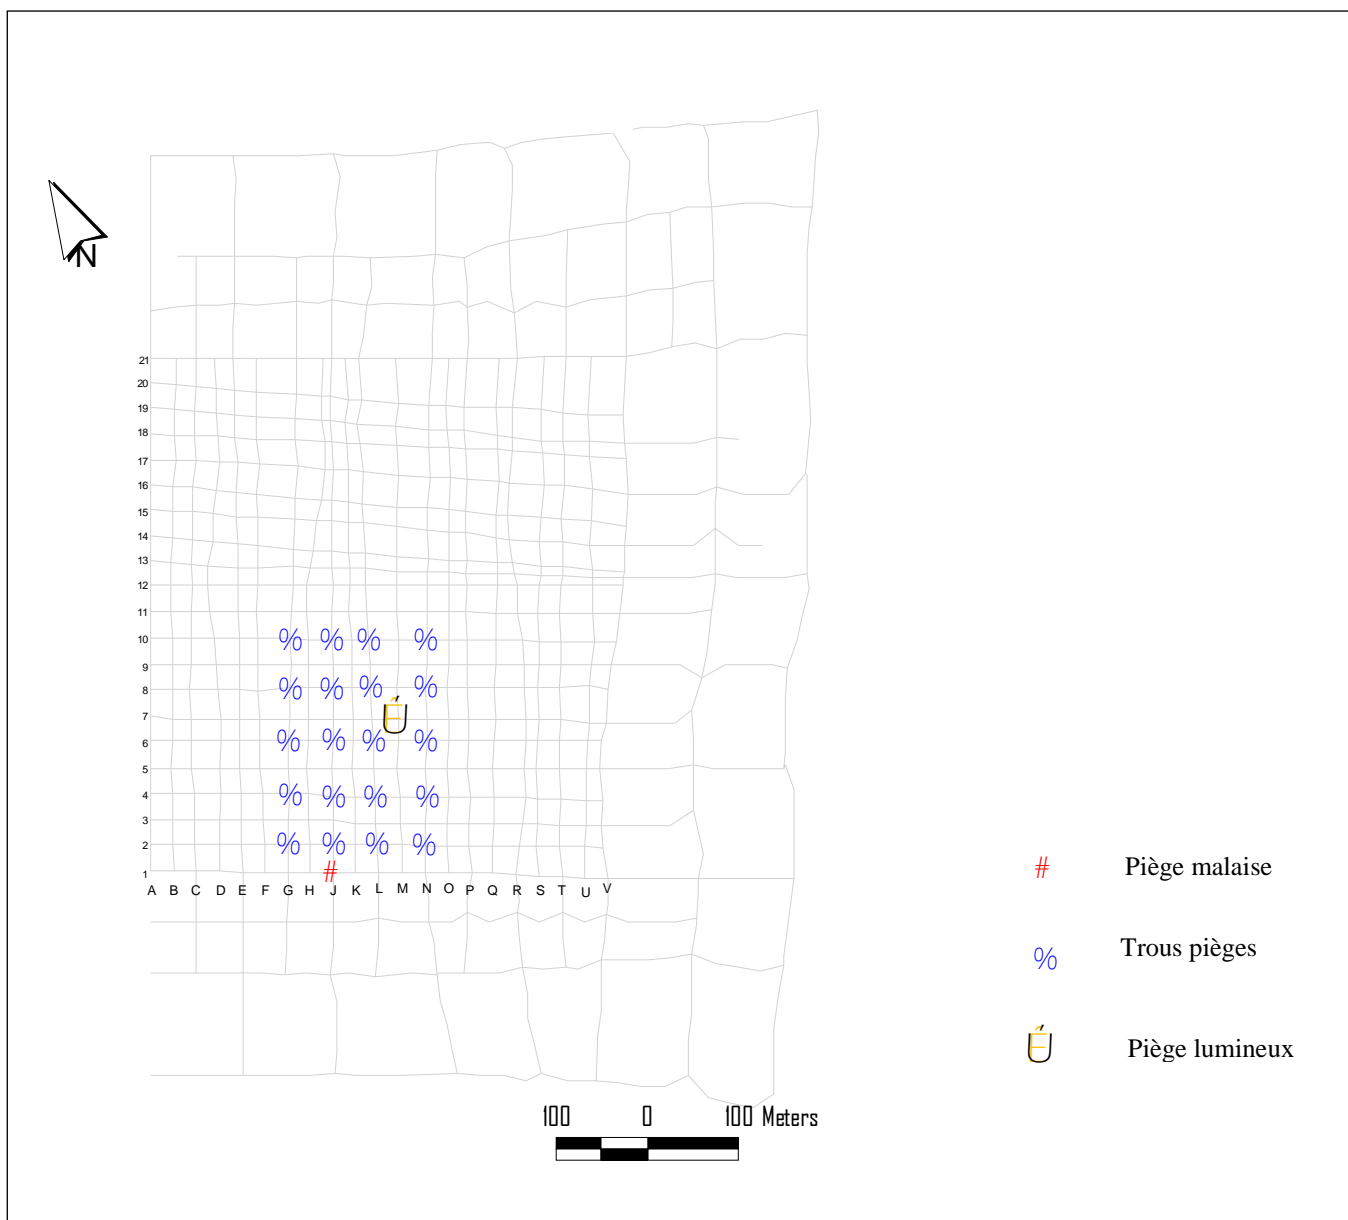 N
21
20
19
18
17
16
15
14
13
12
11
10 % % % %
9
8 % % % %
7 É U
6 % % % %
5
4 % % % %
3
2 % % % %
1 #
A B C D E F G H J K L M N O P Q R S T U V
# Piège malaise
% Trous pièges
É U Piège lumineux
100 0 100 Meters